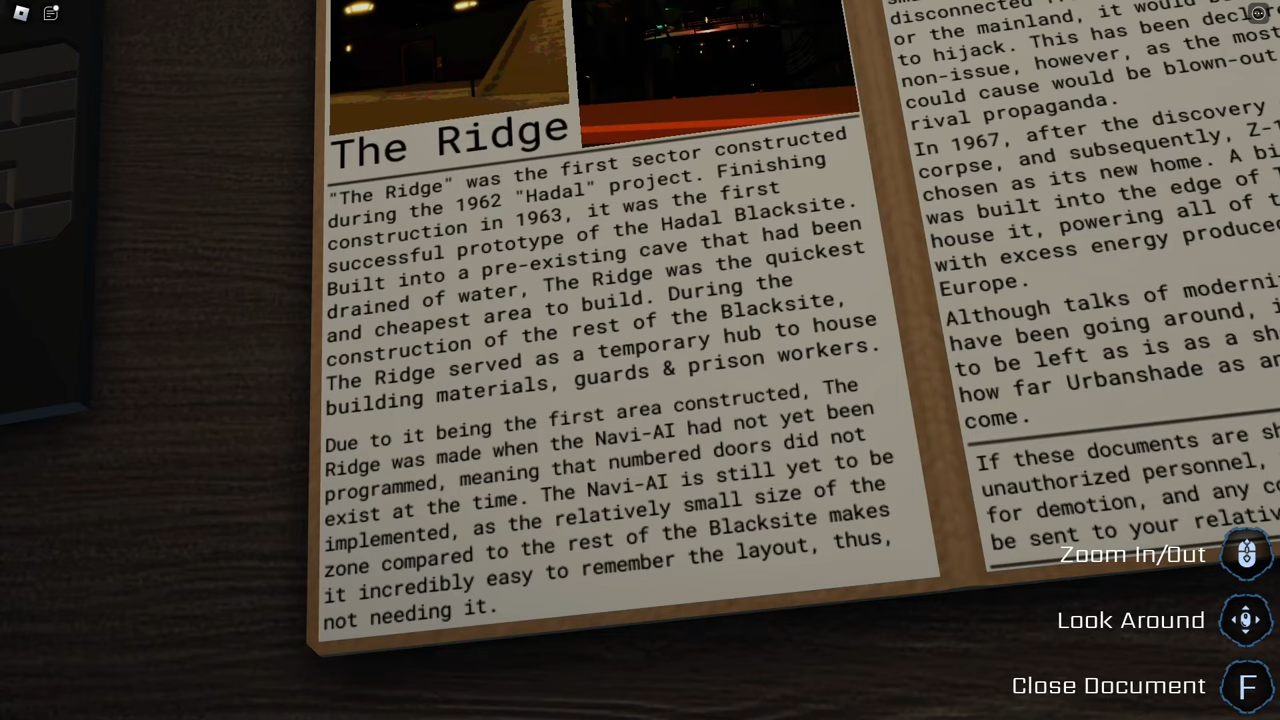 The Ridge
"The Ridge" was the first sector constructed
during the 1962 "Hadal" project. Finishing
construction in 1963, it was the first
successful prototype of the Hadal Blacksite.
Built into a pre-existing cave that had been
drained of water, The Ridge was the quickest
and cheapest area to build. During the
construction of the rest of the Blacksite,
The Ridge served as a temporary hub to house
building materials, guards & prison workers.
Due to it being the first area constructed, The
Ridge was made when the Navi-AI had not yet been
programmed, meaning that numbered doors did not
exist at the time. The Navi-AI is still yet to be
implemented, as the relatively small size of the
zone compared to the rest of the Blacksite makes
it incredibly easy to remember the layout, thus,
not needing it.
disconnected
or the mainland, it would
to hijack. This has been
non-issue, however, as the most
could cause would be blown-out
rival propaganda.
In 1967, after the discovery
corpse, and subsequently,
chosen as its new home. A
was built into the edge of
house it, powering all of
with excess energy
Europe.
Although talks of
have been going around,
to be left as is as a
how far Urbanshade as
come.
If these documents are
unauthorized personnel,
for demotion, and any
be sent to your
Zoom In/Out
Look Around
Close Document
F